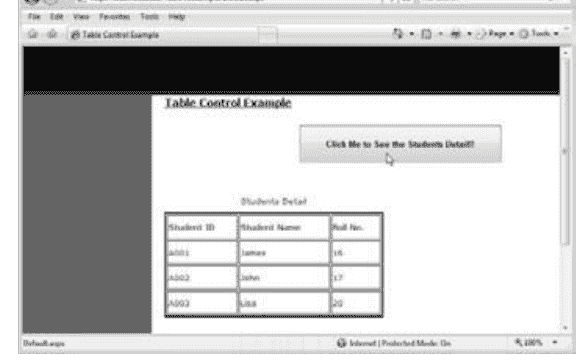 File Edit View Favorites Tools Help
Table Control Example
Page Tools
Table Control Example
Click Me to See the Students Detail!!
Students Detail
Student ID Student Name Roll No.
A001 James 16
A002 John 17
A003 Lisa 20
Default.aspx Internet | Protected Mode: On 100%